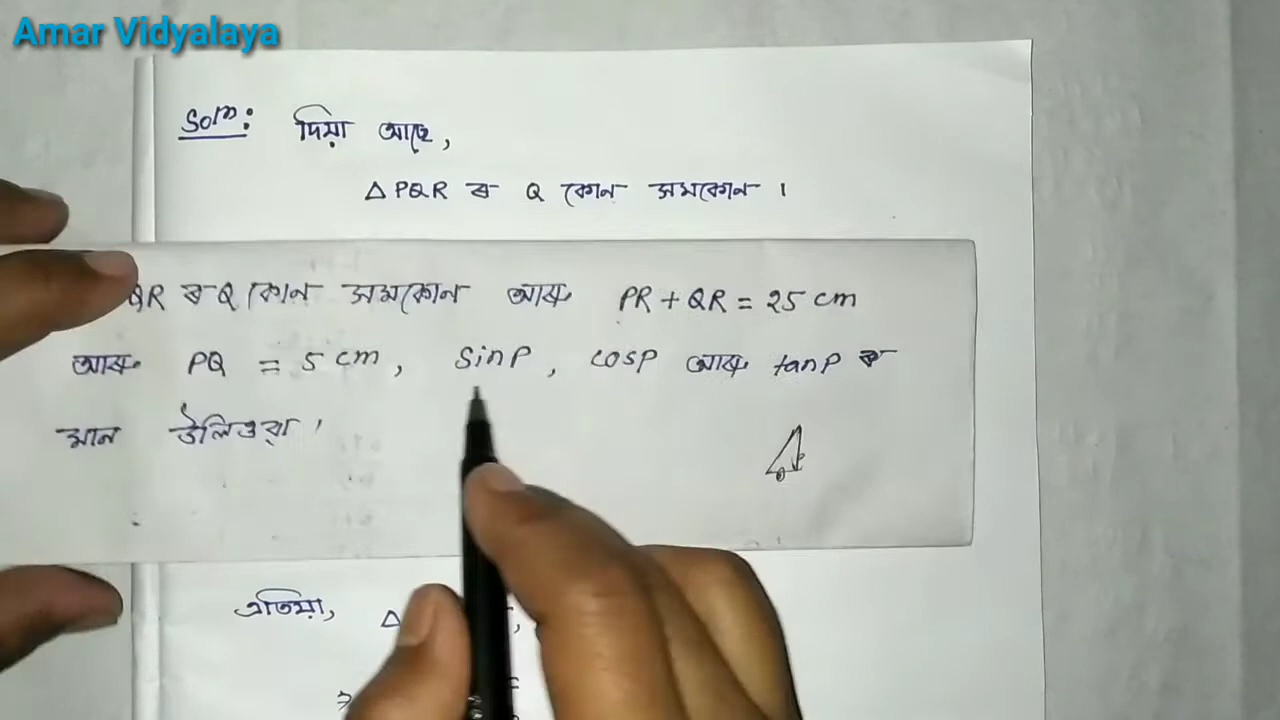 Amar Vidyalaya
Solⁿ: দিয়া আছে,
△PQR ৰ Q কোন সমকোন ।
QR ৰ Q কোন সমকোন আৰু PR + QR = 25 cm
আৰু PQ = 5 cm, sinP, cosP আৰু tanP ৰ
মান উলিওৱা ।
এতিয়া, △